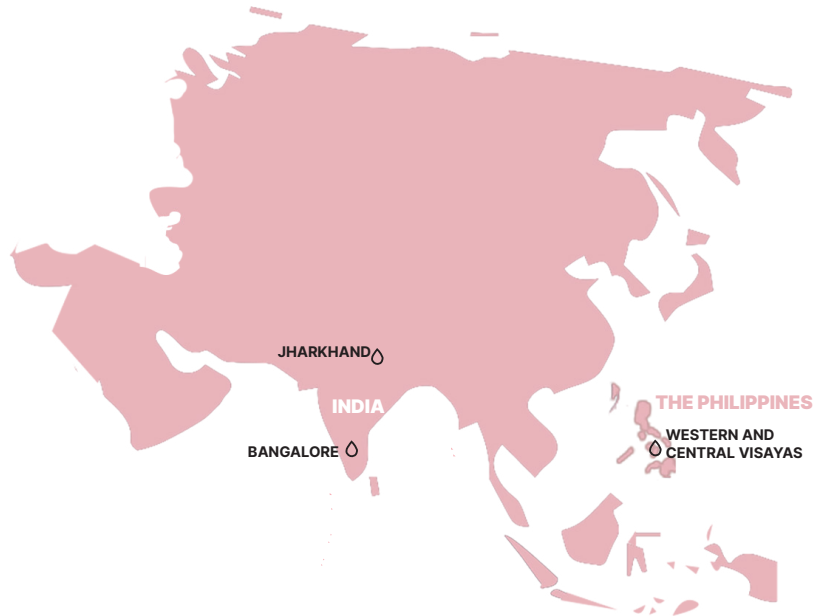 JHARKHAND
INDIA
THE PHILIPPINES
WESTERN AND
CENTRAL VISAYAS
BANGALORE